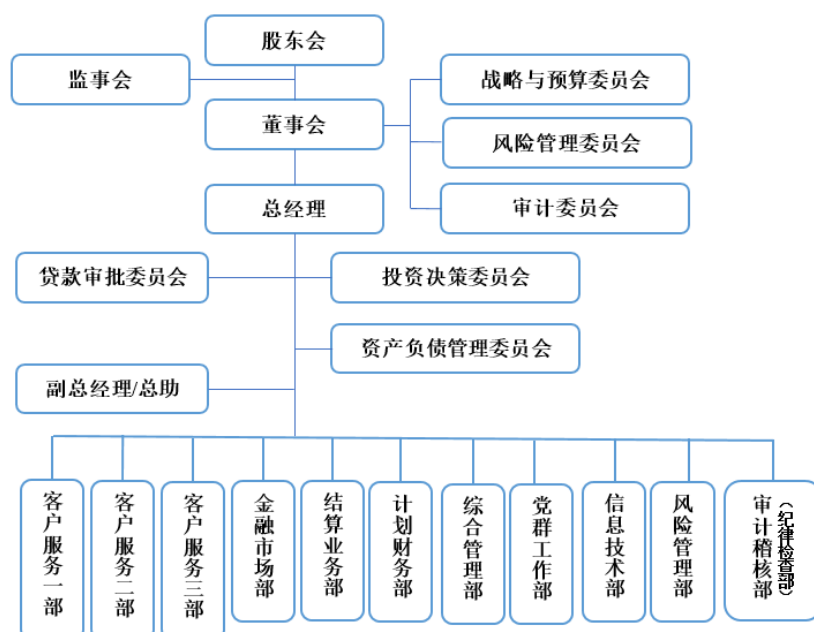 股东会
监事会
战略与预算委员会
董事会
风险管理委员会
总经理
审计委员会
贷款审批委员会
投资决策委员会
资产负债管理委员会
副总经理/总助
客户服务一部
客户服务二部
客户服务三部
金融市场部
结算业务部
计划财务部
综合管理部
党群工作部
信息技术部
风险管理部
审计稽核部
（纪律检查部）